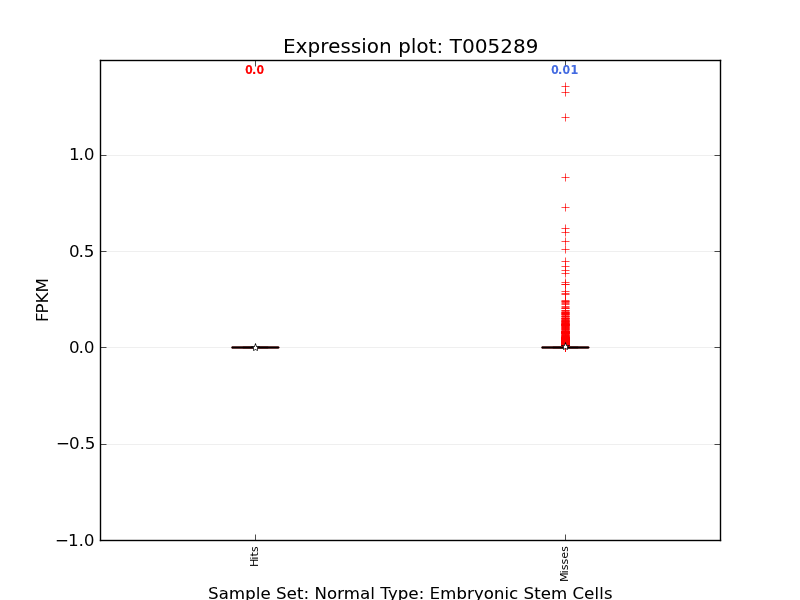 Expression plot: T005289
0.0
0.01
1.0
0.5
0.0
−0.5
−1.0
FPKM
Hits
Misses
Sample Set: Normal Type: Embryonic Stem Cells